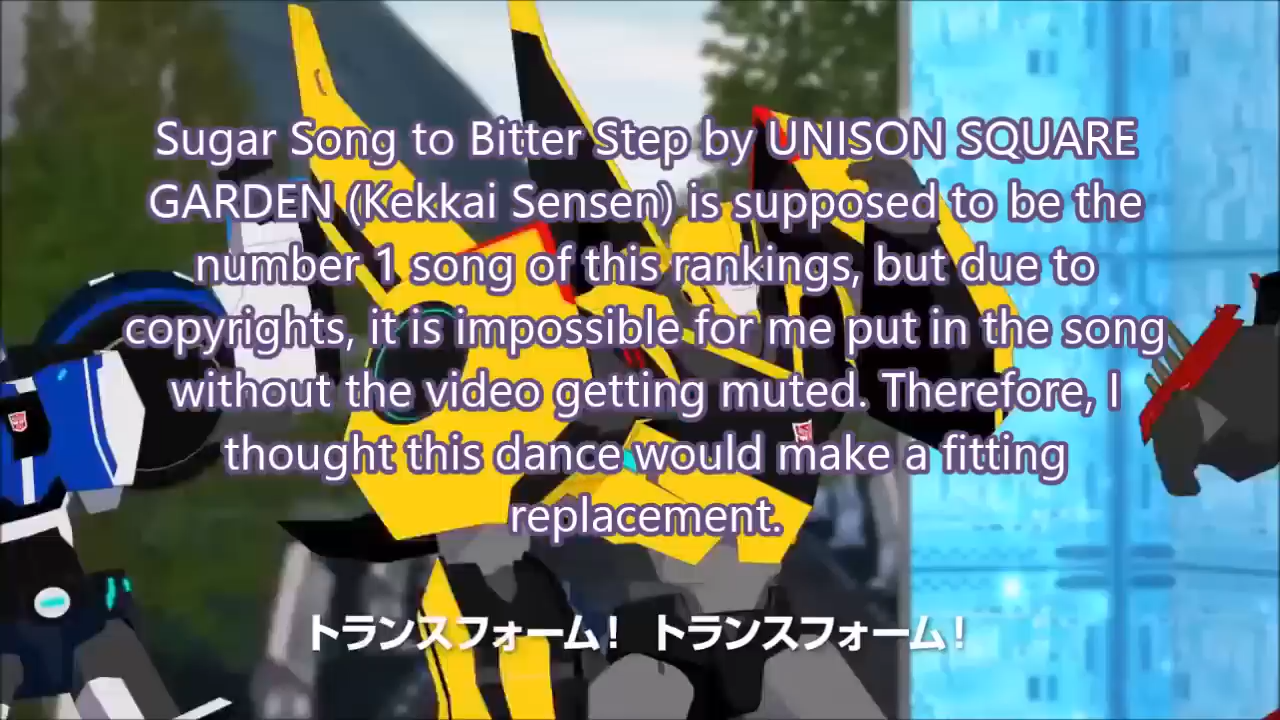 Sugar Song to Bitter Step by UNISON SQUARE
GARDEN (Kekkai Sensen) is supposed to be the
number 1 song of this rankings, but due to
copyrights, it is impossible for me put in the song
without the video getting muted. Therefore, I
thought this dance would make a fitting
replacement.
トランスフォーム! トランスフォーム!